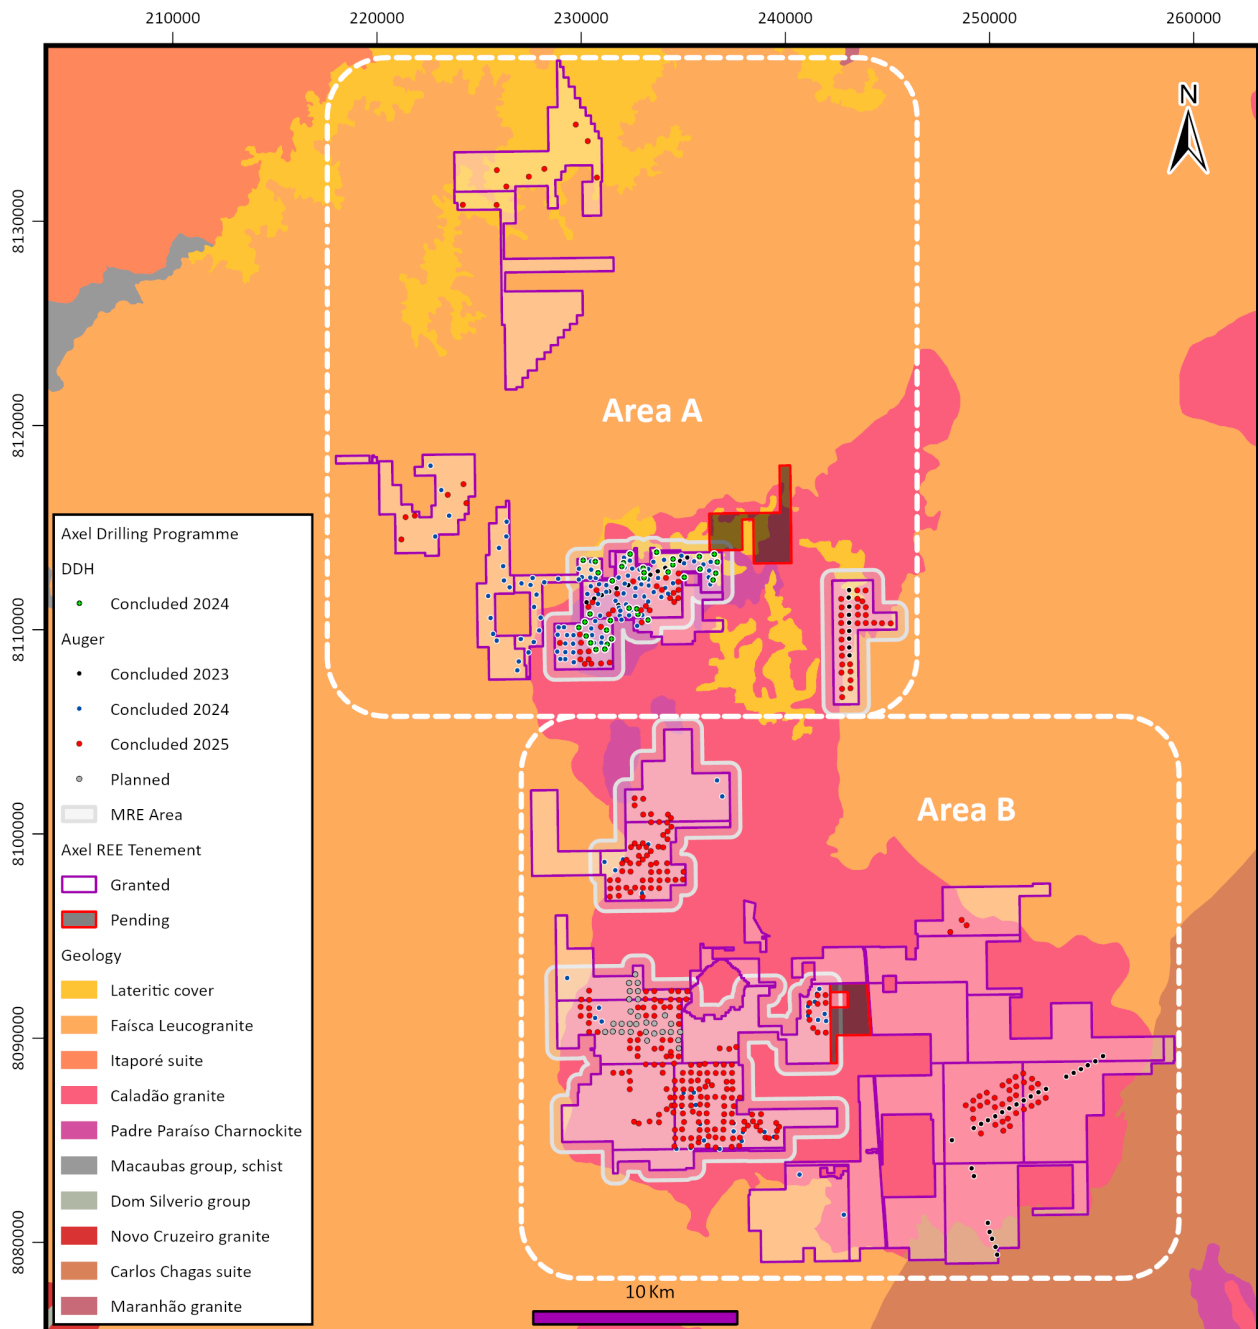 210000
220000
230000
240000
250000
260000
N
8130000
Area A
8120000
Axel Drilling Programme
DDH
Concluded 2024
Auger
8110000
Concluded 2023
Concluded 2024
Concluded 2025
Planned
MRE Area
Area B
8100000
Axel REE Tenement
Granted
Pending
Geology
Lateritic cover
Faísca Leucogranite
8090000
Itaporé suite
Caladão granite
Padre Paraíso Charnockite
Macaubas group, schist
Dom Silverio group
Novo Cruzeiro granite
8080000
Carlos Chagas suite
Maranhão granite
10 Km